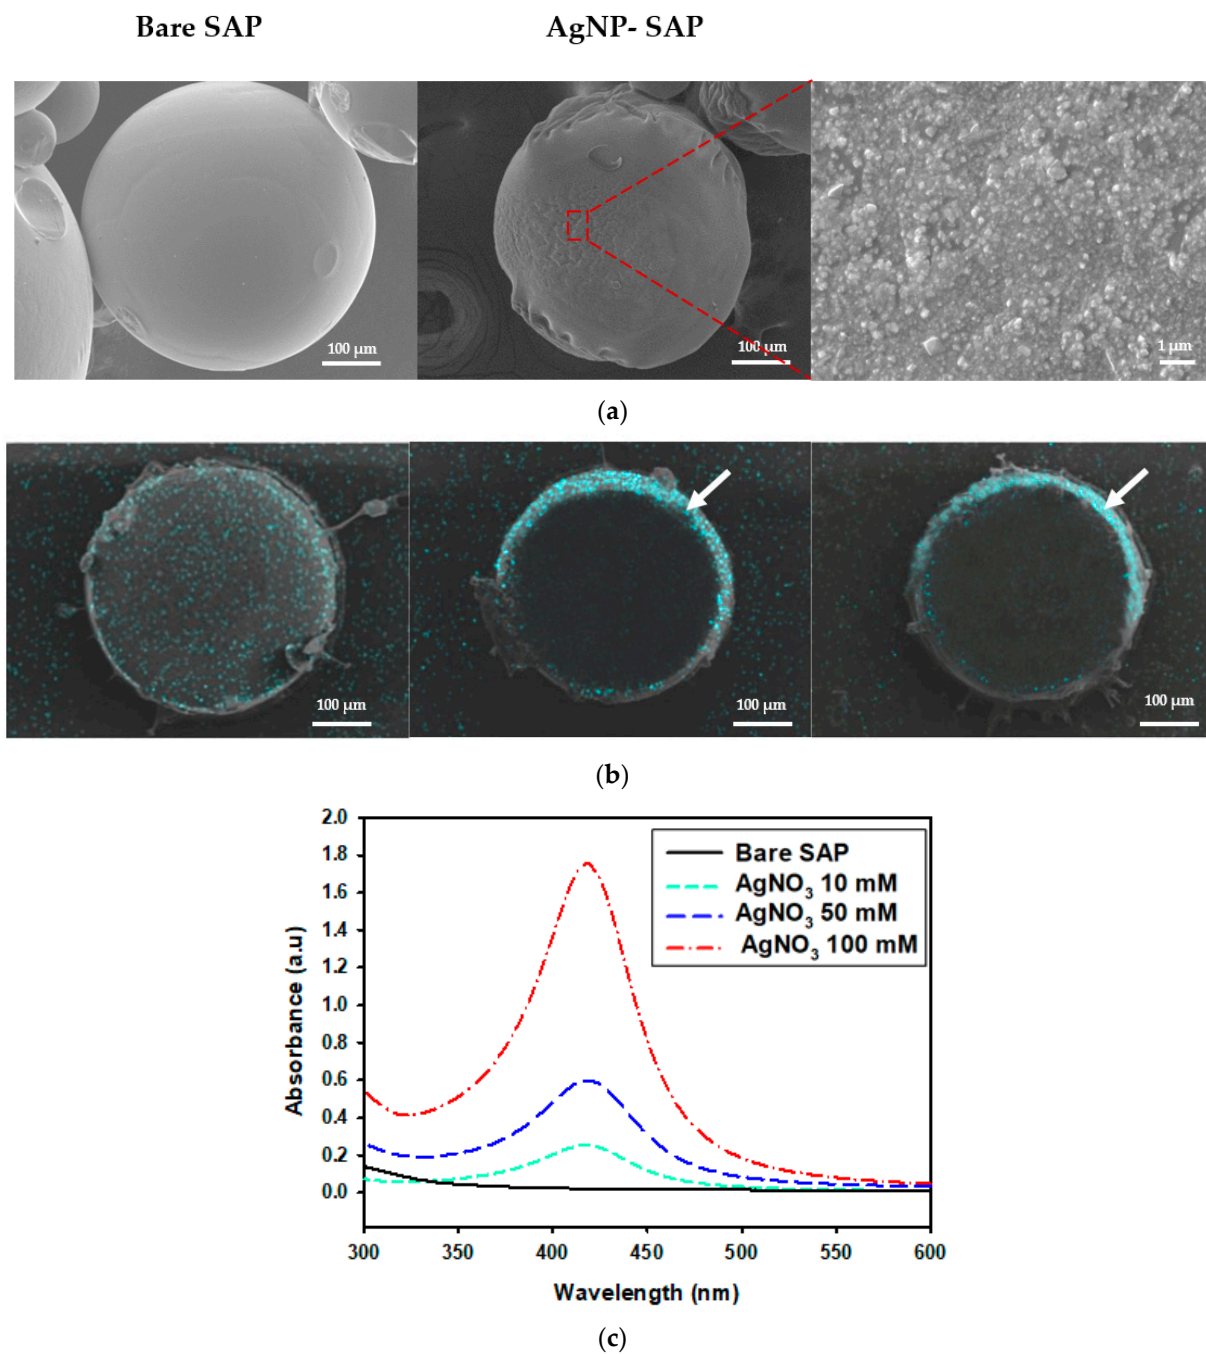 Bare SAP
AgNP- SAP
100 µm
100 µm
1 µm
(a)
100 µm
100 µm
100 µm
(b)
2.0
1.8
1.6
1.4
1.2
1.0
0.8
0.6
0.4
0.2
0.0
Absorbance (a.u)
Bare SAP
AgNO₃ 10 mM
AgNO₃ 50 mM
AgNO₃ 100 mM
300 350 400 450 500 550 600
Wavelength (nm)
(c)